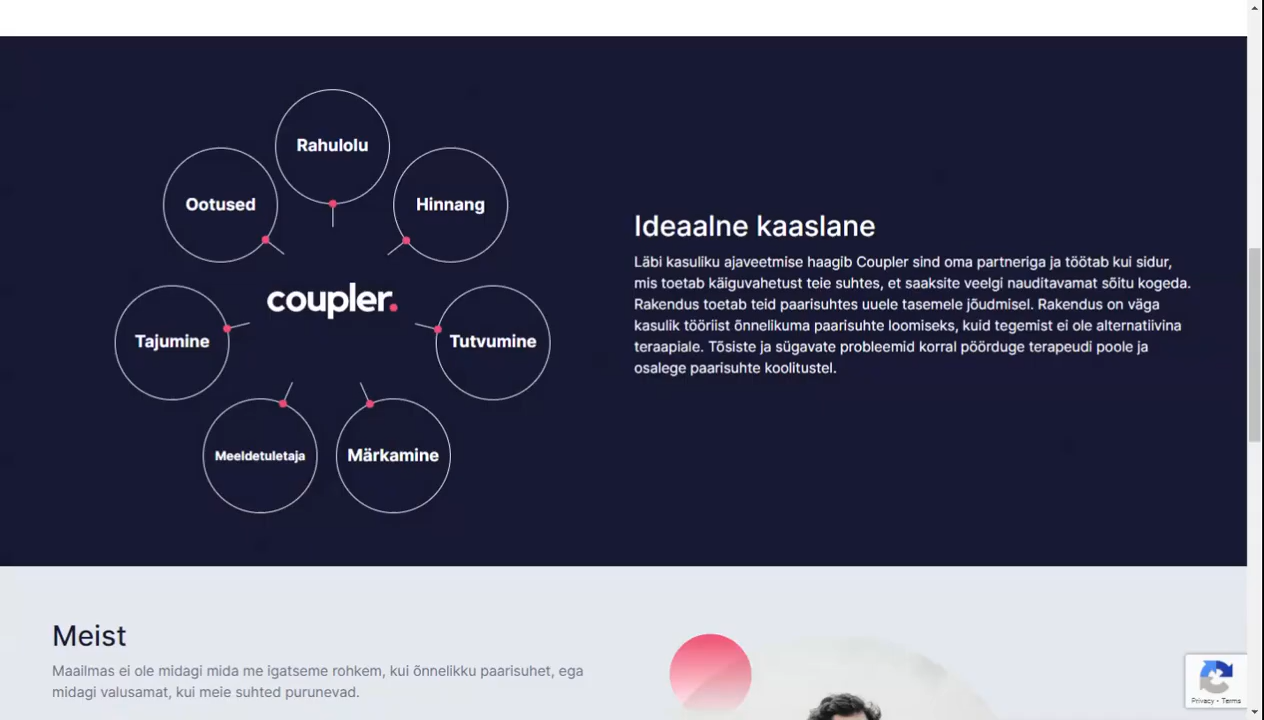 Rahulolu
Ootused
Hinnang
coupler.
Tajumine
Tutvumine
Meeldetuletaja
Märkamine
Ideaalne kaaslane
Läbi kasuliku ajaveetmise haagib Coupler sind oma partneriga ja töötab kui sidur,
mis toetab käiguvahetust teie suhtes, et saaksite veelgi nauditavamat sõitu kogeda.
Rakendus toetab teid paarisuhtes uuele tasemele jõudmisel. Rakendus on väga
kasulik tööriist õnnelikuma paarisuhte loomiseks, kuid tegemist ei ole alternatiivina
teraapiale. Tõsiste ja sügavate probleemid korral pöörduge terapeudi poole ja
osalege paarisuhte koolitustel.
Meist
Maailmas ei ole midagi mida me igatseme rohkem, kui õnnelikku paarisuhet, ega
midagi valusamat, kui meie suhted purunevad.
Privacy - Terms